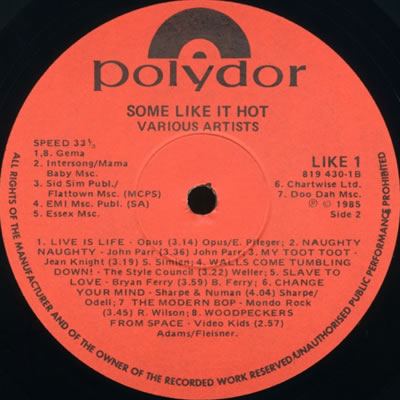 polydor
SOME LIKE IT HOT
VARIOUS ARTISTS
SPEED 33⅓
1,8. Gema
2. Intersong/Mama
Baby Msc.
3. Sid Sim Publ./
Flattown Msc. (MCPS)
4. EMI Msc. Publ. (SA)
5. Essex Msc.
LIKE 1
819 430-1B
6. Chartwise Ltd.
7. Doo Dah Msc.
℗ © 1985
Side 2
1. LIVE IS LIFE - Opus (3.14) Opus/E. Pfleger; 2. NAUGHTY
NAUGHTY - John Parr (3.36) John Parr; 3. MY TOOT TOOT -
Jean Knight (3.19) S. Simien; 4. WALLS COME TUMBLING
DOWN! - The Style Council (3.22) Weller; 5. SLAVE TO
LOVE - Bryan Ferry (3.59) B. Ferry; 6. CHANGE
YOUR MIND - Sharpe & Numan (4.04) Sharpe/
Odell; 7 THE MODERN BOP - Mondo Rock
(3.45) R. Wilson; 8. WOODPECKERS
FROM SPACE - Video Kids (2.57)
Adams/Fleisner.
ALL RIGHTS OF THE MANUFACTURER AND OF THE OWNER OF THE RECORDED WORK RESERVED. UNAUTHORISED PUBLIC PERFORMANCE PROHIBITED